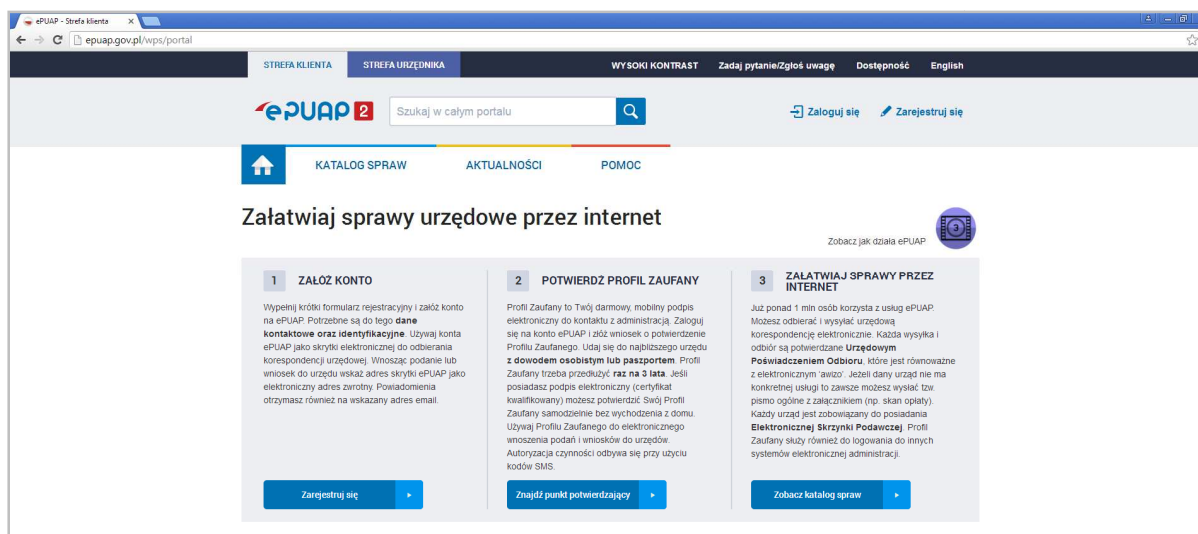 ePUAP - Strefa klienta
epuap.gov.pl/wps/portal
STREFA KLIENTA STREFA URZĘDNIKA WYSOKI KONTRAST Zadaj pytanie/Zgłoś uwagę Dostępność English
ePUAP 2 Szukaj w całym portalu Zaloguj się Zarejestruj się
KATALOG SPRAW AKTUALNOŚCI POMOC
Załatwiaj sprawy urzędowe przez internet
3
Zobacz jak działa ePUAP
1 ZAŁÓŻ KONTO
Wypełnij krótki formularz rejestracyjny i załóż konto
na ePUAP. Potrzebne są do tego dane
kontaktowe oraz identyfikacyjne. Używaj konta
ePUAP jako skrytki elektronicznej do odbierania
korespondencji urzędowej. Wnosząc podanie lub
wniosek do urzędu wskaż adres skrytki ePUAP jako
elektroniczny adres zwrotny. Powiadomienia
otrzymasz również na wskazany adres email.
Zarejestruj się
2 POTWIERDŹ PROFIL ZAUFANY
Profil Zaufany to Twój darmowy, mobilny podpis
elektroniczny do kontaktu z administracją. Zaloguj
się na konto ePUAP i złóż wniosek o potwierdzenie
Profilu Zaufanego. Udaj się do najbliższego urzędu
z dowodem osobistym lub paszportem. Profil
Zaufany trzeba przedłużyć raz na 3 lata. Jeśli
posiadasz podpis elektroniczny (certyfikat
kwalifikowany) możesz potwierdzić Swój Profil
Zaufany samodzielnie bez wychodzenia z domu.
Używaj Profilu Zaufanego do elektronicznego
wnoszenia podań i wniosków do urzędów.
Autoryzacja czynności odbywa się przy użyciu
kodów SMS.
Znajdź punkt potwierdzający
3 ZAŁATWIAJ SPRAWY PRZEZ
INTERNET
Już ponad 1 mln osób korzysta z usług ePUAP.
Możesz odbierać i wysyłać urzędową
korespondencję elektronicznie. Każda wysyłka i
odbiór są potwierdzane Urzędowym
Poświadczeniem Odbioru, które jest równoważne
z elektronicznym 'awizo'. Jeżeli dany urząd nie ma
konkretnej usługi to zawsze możesz wysłać tzw.
pismo ogólne z załącznikiem (np. skan opłaty).
Każdy urząd jest zobowiązany do posiadania
Elektronicznej Skrzynki Podawczej. Profil
Zaufany służy również do logowania do innych
systemów elektronicznej administracji.
Zobacz katalog spraw